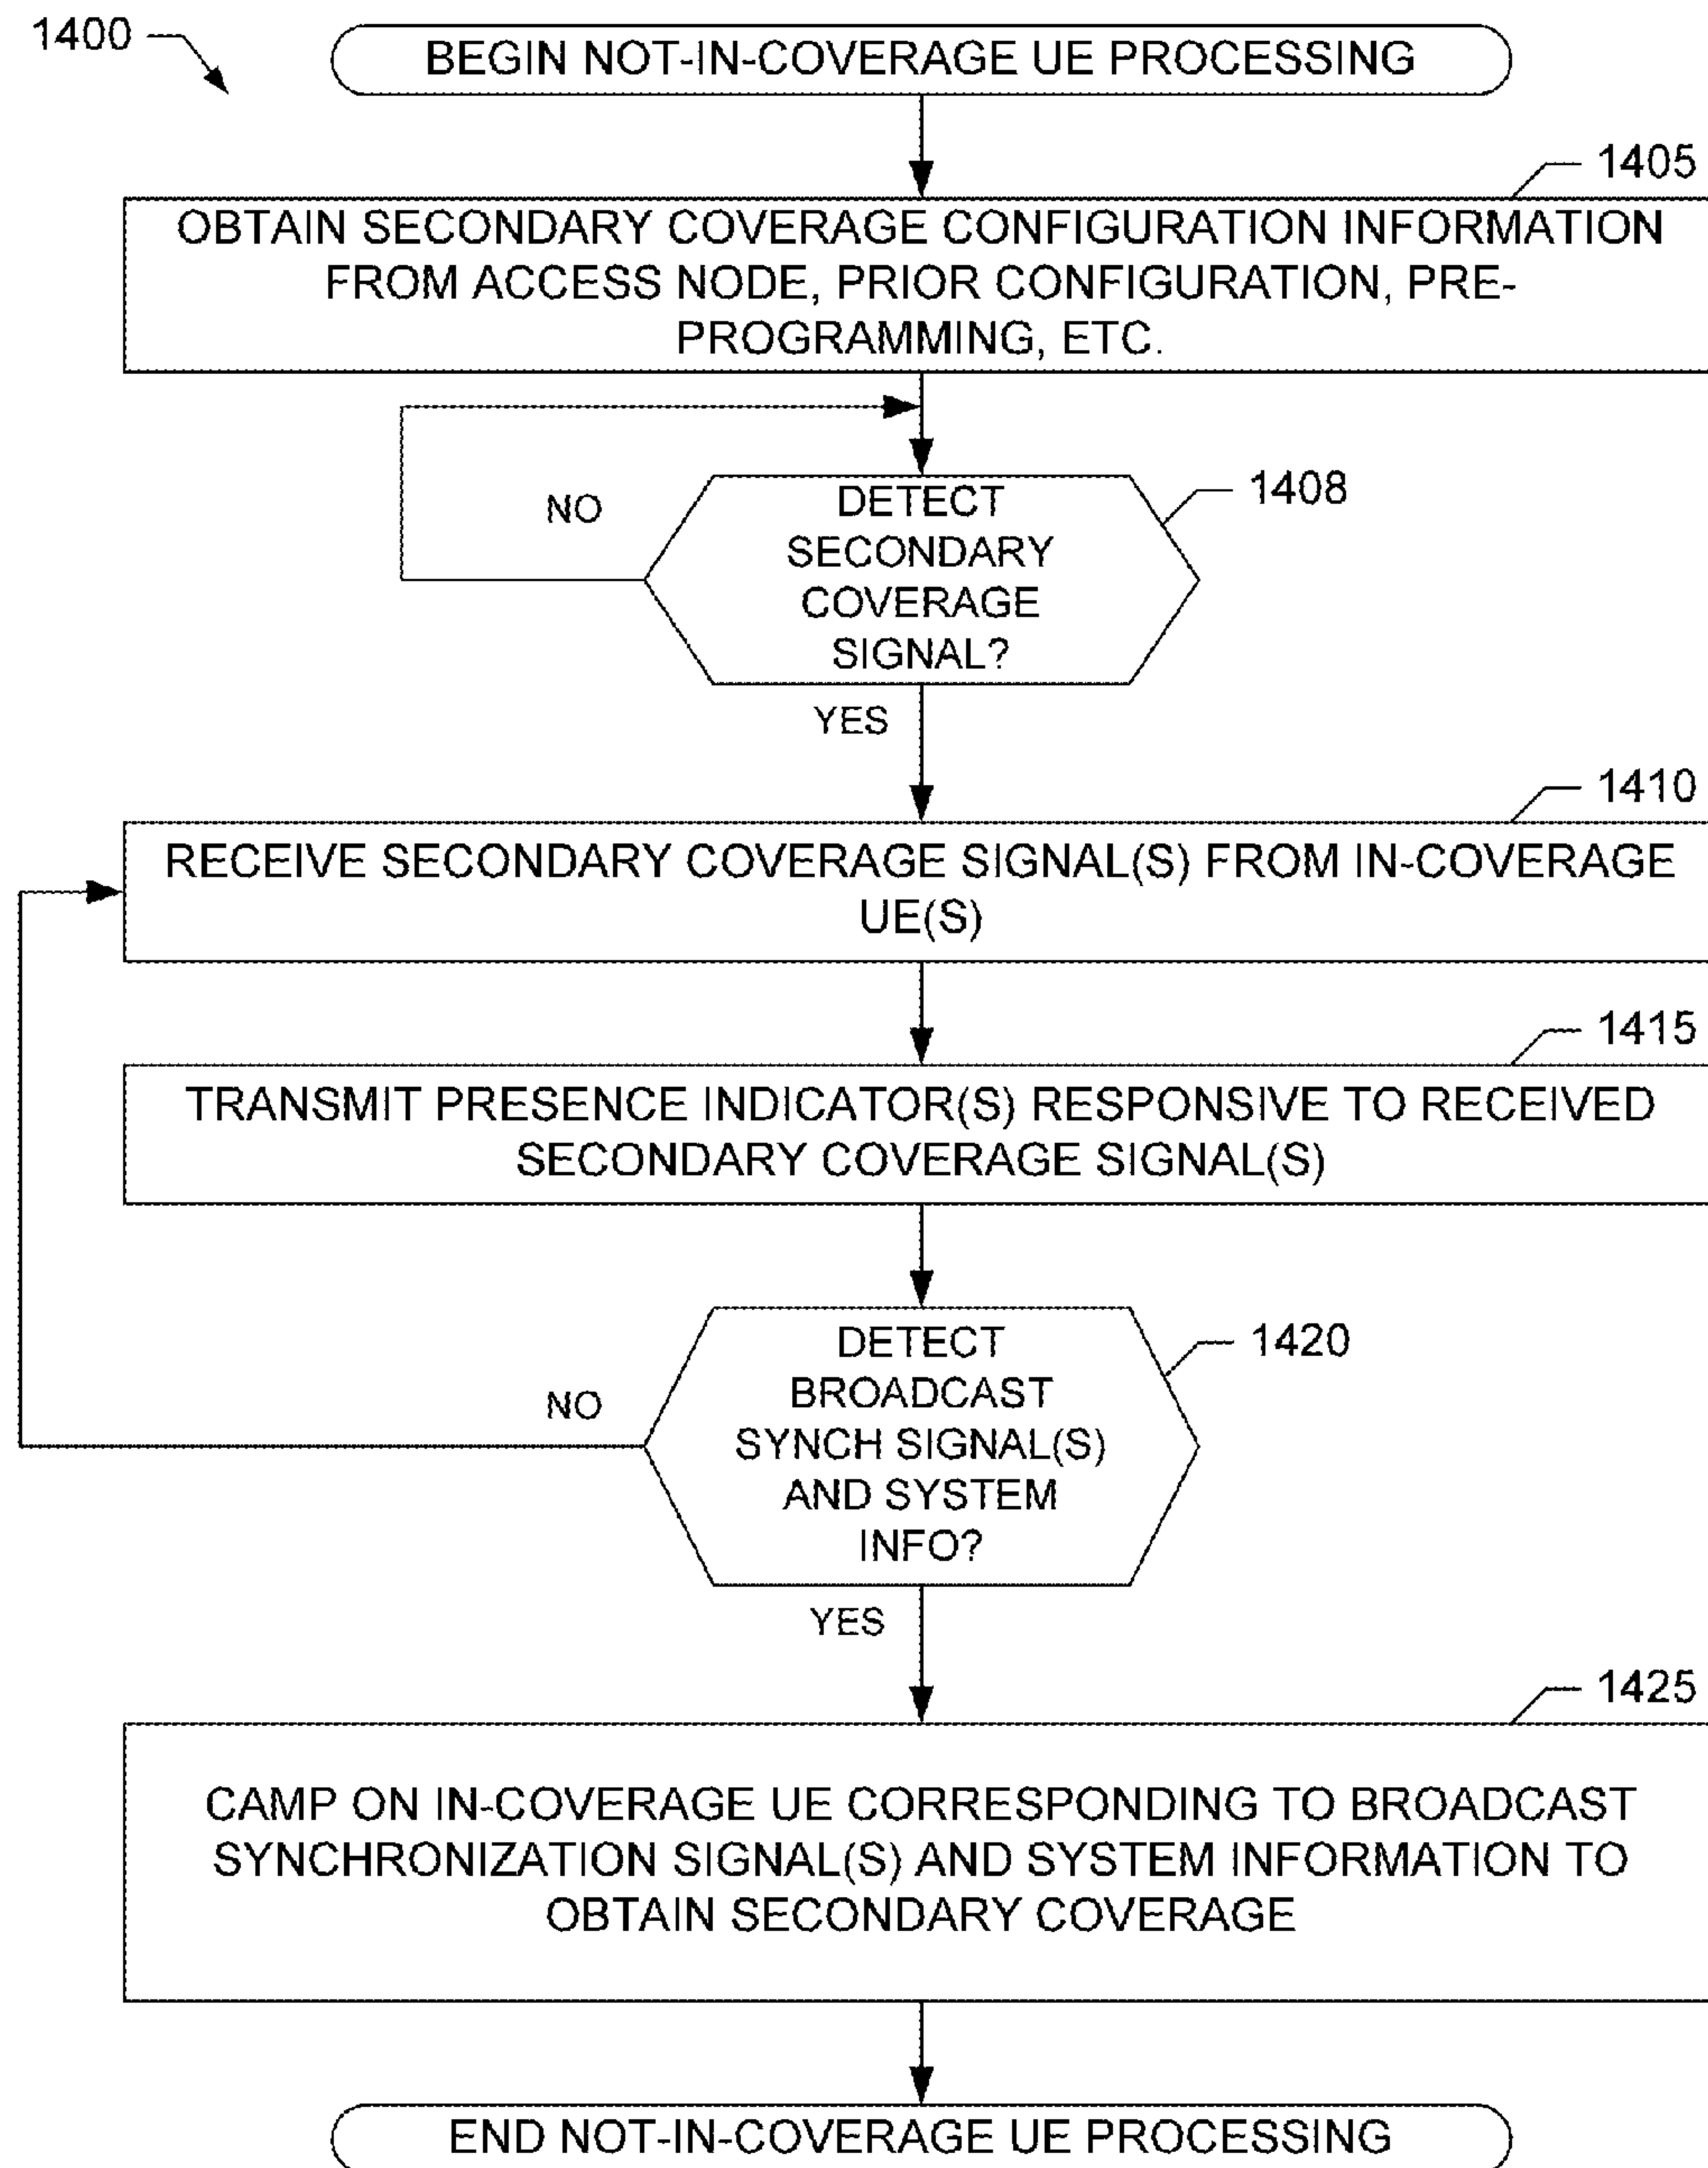 1400
BEGIN NOT-IN-COVERAGE UE PROCESSING
1405
OBTAIN SECONDARY COVERAGE CONFIGURATION INFORMATION
FROM ACCESS NODE, PRIOR CONFIGURATION, PRE-
PROGRAMMING, ETC.
1408
NO
DETECT
SECONDARY
COVERAGE
SIGNAL?
YES
1410
RECEIVE SECONDARY COVERAGE SIGNAL(S) FROM IN-COVERAGE
UE(S)
1415
TRANSMIT PRESENCE INDICATOR(S) RESPONSIVE TO RECEIVED
SECONDARY COVERAGE SIGNAL(S)
1420
NO
DETECT
BROADCAST
SYNCH SIGNAL(S)
AND SYSTEM
INFO?
YES
1425
CAMP ON IN-COVERAGE UE CORRESPONDING TO BROADCAST
SYNCHRONIZATION SIGNAL(S) AND SYSTEM INFORMATION TO
OBTAIN SECONDARY COVERAGE
END NOT-IN-COVERAGE UE PROCESSING